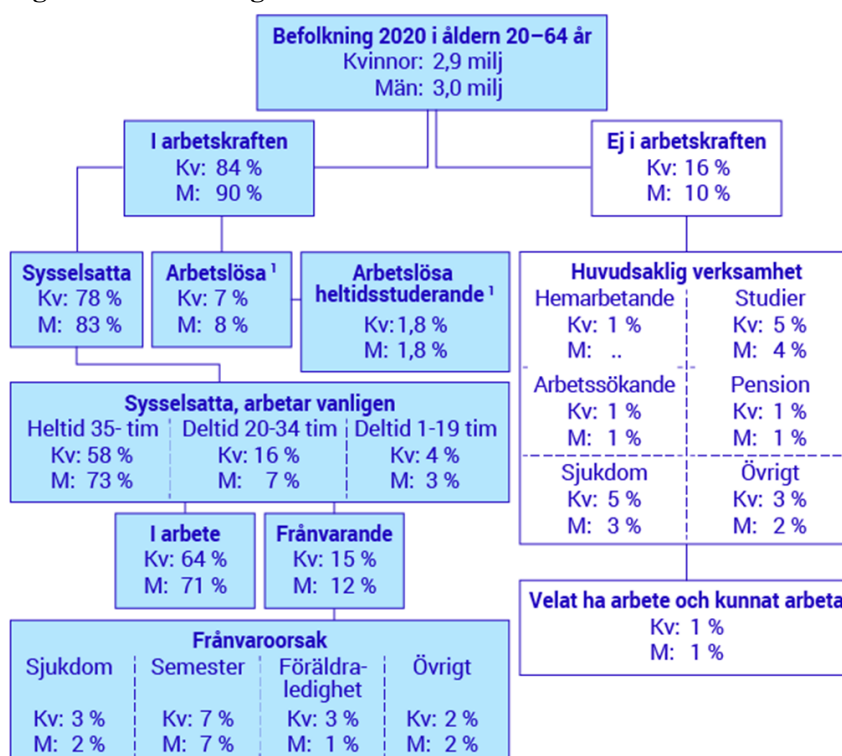 Befolkning 2020 i åldern 20–64 år
Kvinnor: 2,9 milj
Män: 3,0 milj
I arbetskraften
Kv: 84 %
M: 90 %
Ej i arbetskraften
Kv: 16 %
M: 10 %
Sysselsatta
Kv: 78 %
M: 83 %
Arbetslösa ¹
Kv: 7 %
M: 8 %
Arbetslösa
heltidsstuderande ¹
Kv: 1,8 %
M: 1,8 %
Huvudsaklig verksamhet
Hemarbetande
Kv: 1 %
M: ..
Studier
Kv: 5 %
M: 4 %
Arbetssökande
Kv: 1 %
M: 1 %
Pension
Kv: 1 %
M: 1 %
Sjukdom
Kv: 5 %
M: 3 %
Övrigt
Kv: 3 %
M: 2 %
Sysselsatta, arbetar vanligen
Heltid 35- tim
Kv: 58 %
M: 73 %
Deltid 20-34 tim
Kv: 16 %
M: 7 %
Deltid 1-19 tim
Kv: 4 %
M: 3 %
I arbete
Kv: 64 %
M: 71 %
Frånvarande
Kv: 15 %
M: 12 %
Velat ha arbete och kunnat arbeta
Kv: 1 %
M: 1 %
Frånvaroorsak
Sjukdom
Kv: 3 %
M: 2 %
Semester
Kv: 7 %
M: 7 %
Föräldra-
ledighet
Kv: 3 %
M: 1 %
Övrigt
Kv: 2 %
M: 2 %